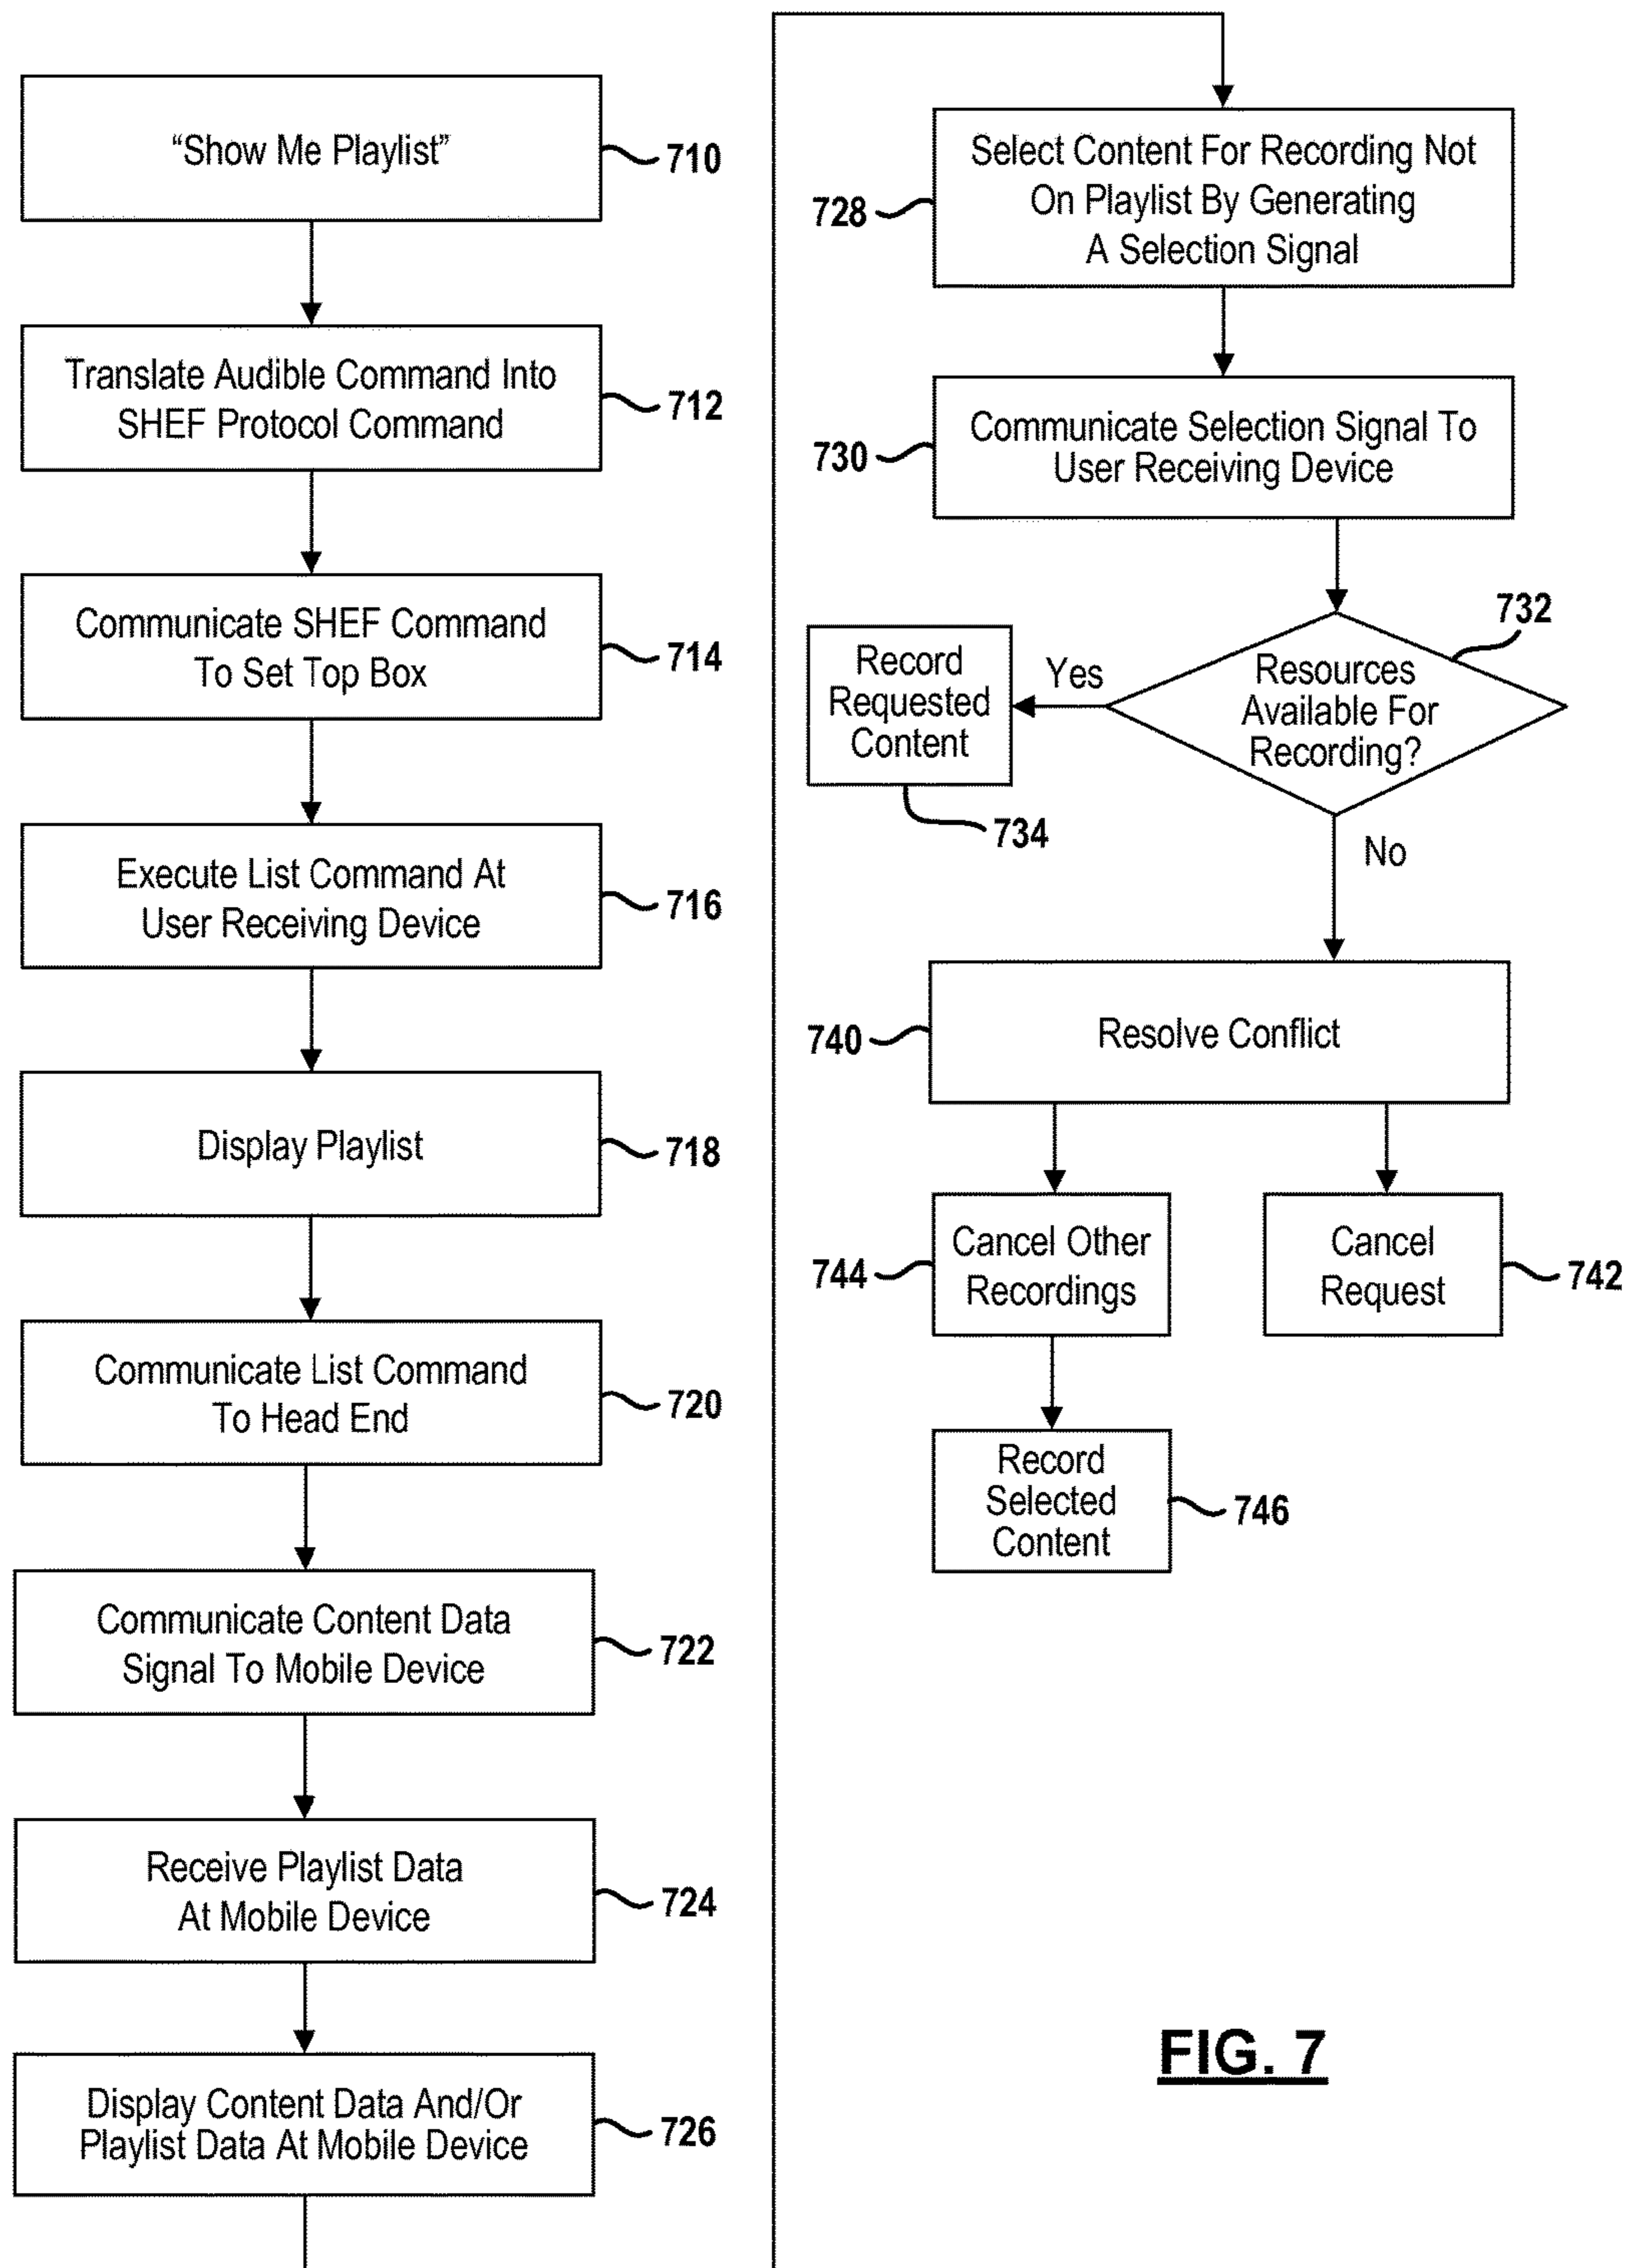 “Show Me Playlist”
710
Translate Audible Command Into
SHEF Protocol Command
712
Communicate SHEF Command
To Set Top Box
714
Execute List Command At
User Receiving Device
716
Display Playlist
718
Communicate List Command
To Head End
720
Communicate Content Data
Signal To Mobile Device
722
Receive Playlist Data
At Mobile Device
724
Display Content Data And/Or
Playlist Data At Mobile Device
726
Select Content For Recording Not
On Playlist By Generating
A Selection Signal
728
Communicate Selection Signal To
User Receiving Device
730
732
Resources
Available For
Recording?
Yes
Record
Requested
Content
734
No
Resolve Conflict
740
Cancel Other
Recordings
744
Cancel
Request
742
Record
Selected
Content
746
FIG. 7